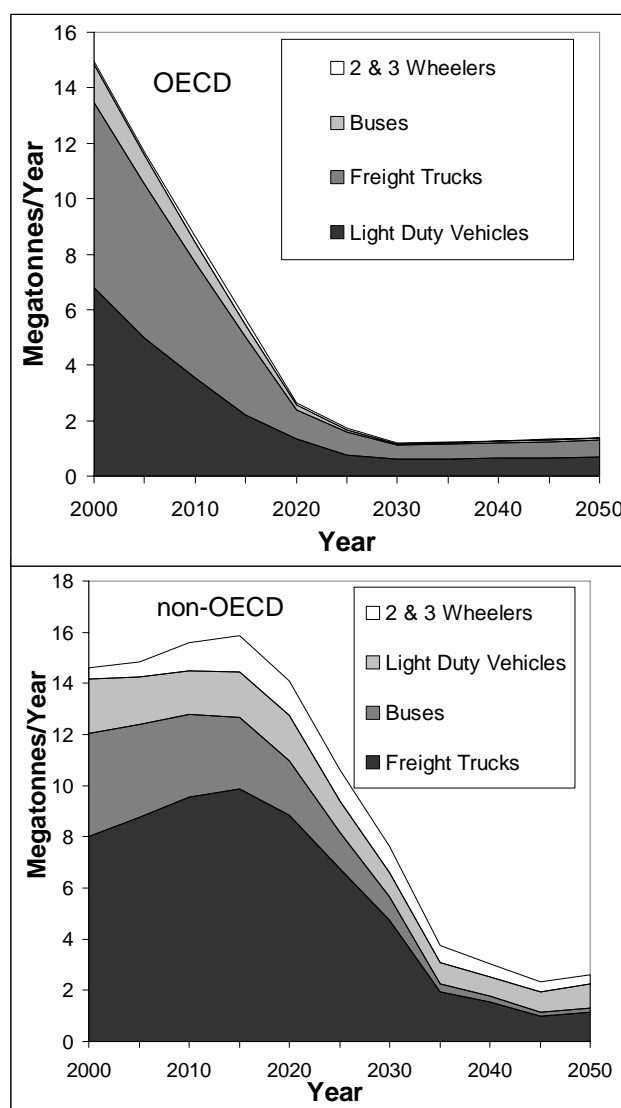 16
14
12
10
8
6
4
2
0
Megatonnes/Year
OECD
2 & 3 Wheelers
Buses
Freight Trucks
Light Duty Vehicles
2000 2010 2020 2030 2040 2050
Year
18
16
14
12
10
8
6
4
2
0
Megatonnes/Year
non-OECD
2 & 3 Wheelers
Light Duty Vehicles
Buses
Freight Trucks
2000 2010 2020 2030 2040 2050
Year